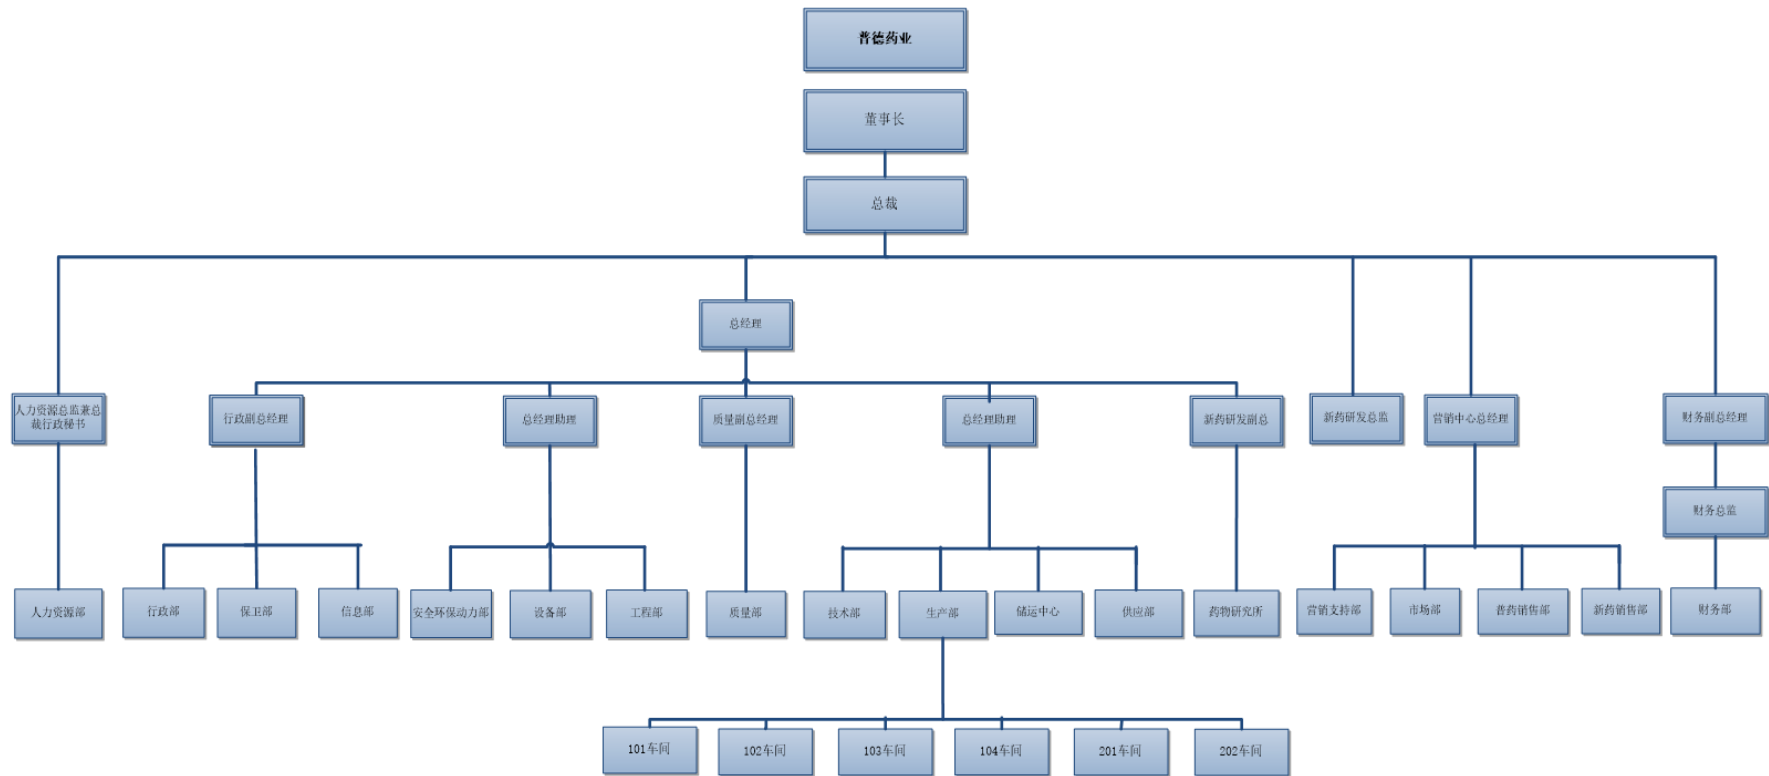 普德药业
董事长
总裁
总经理
人力资源总监兼总
裁行政秘书
行政副总经理
总经理助理
质量副总经理
总经理助理
新药研发副总
新药研发总监
营销中心总经理
财务副总经理
财务总监
人力资源部
行政部
保卫部
信息部
安全环保动力部
设备部
工程部
质量部
技术部
生产部
储运中心
供应部
药物研究所
营销支持部
市场部
普药销售部
新药销售部
财务部
101车间
102车间
103车间
104车间
201车间
202车间